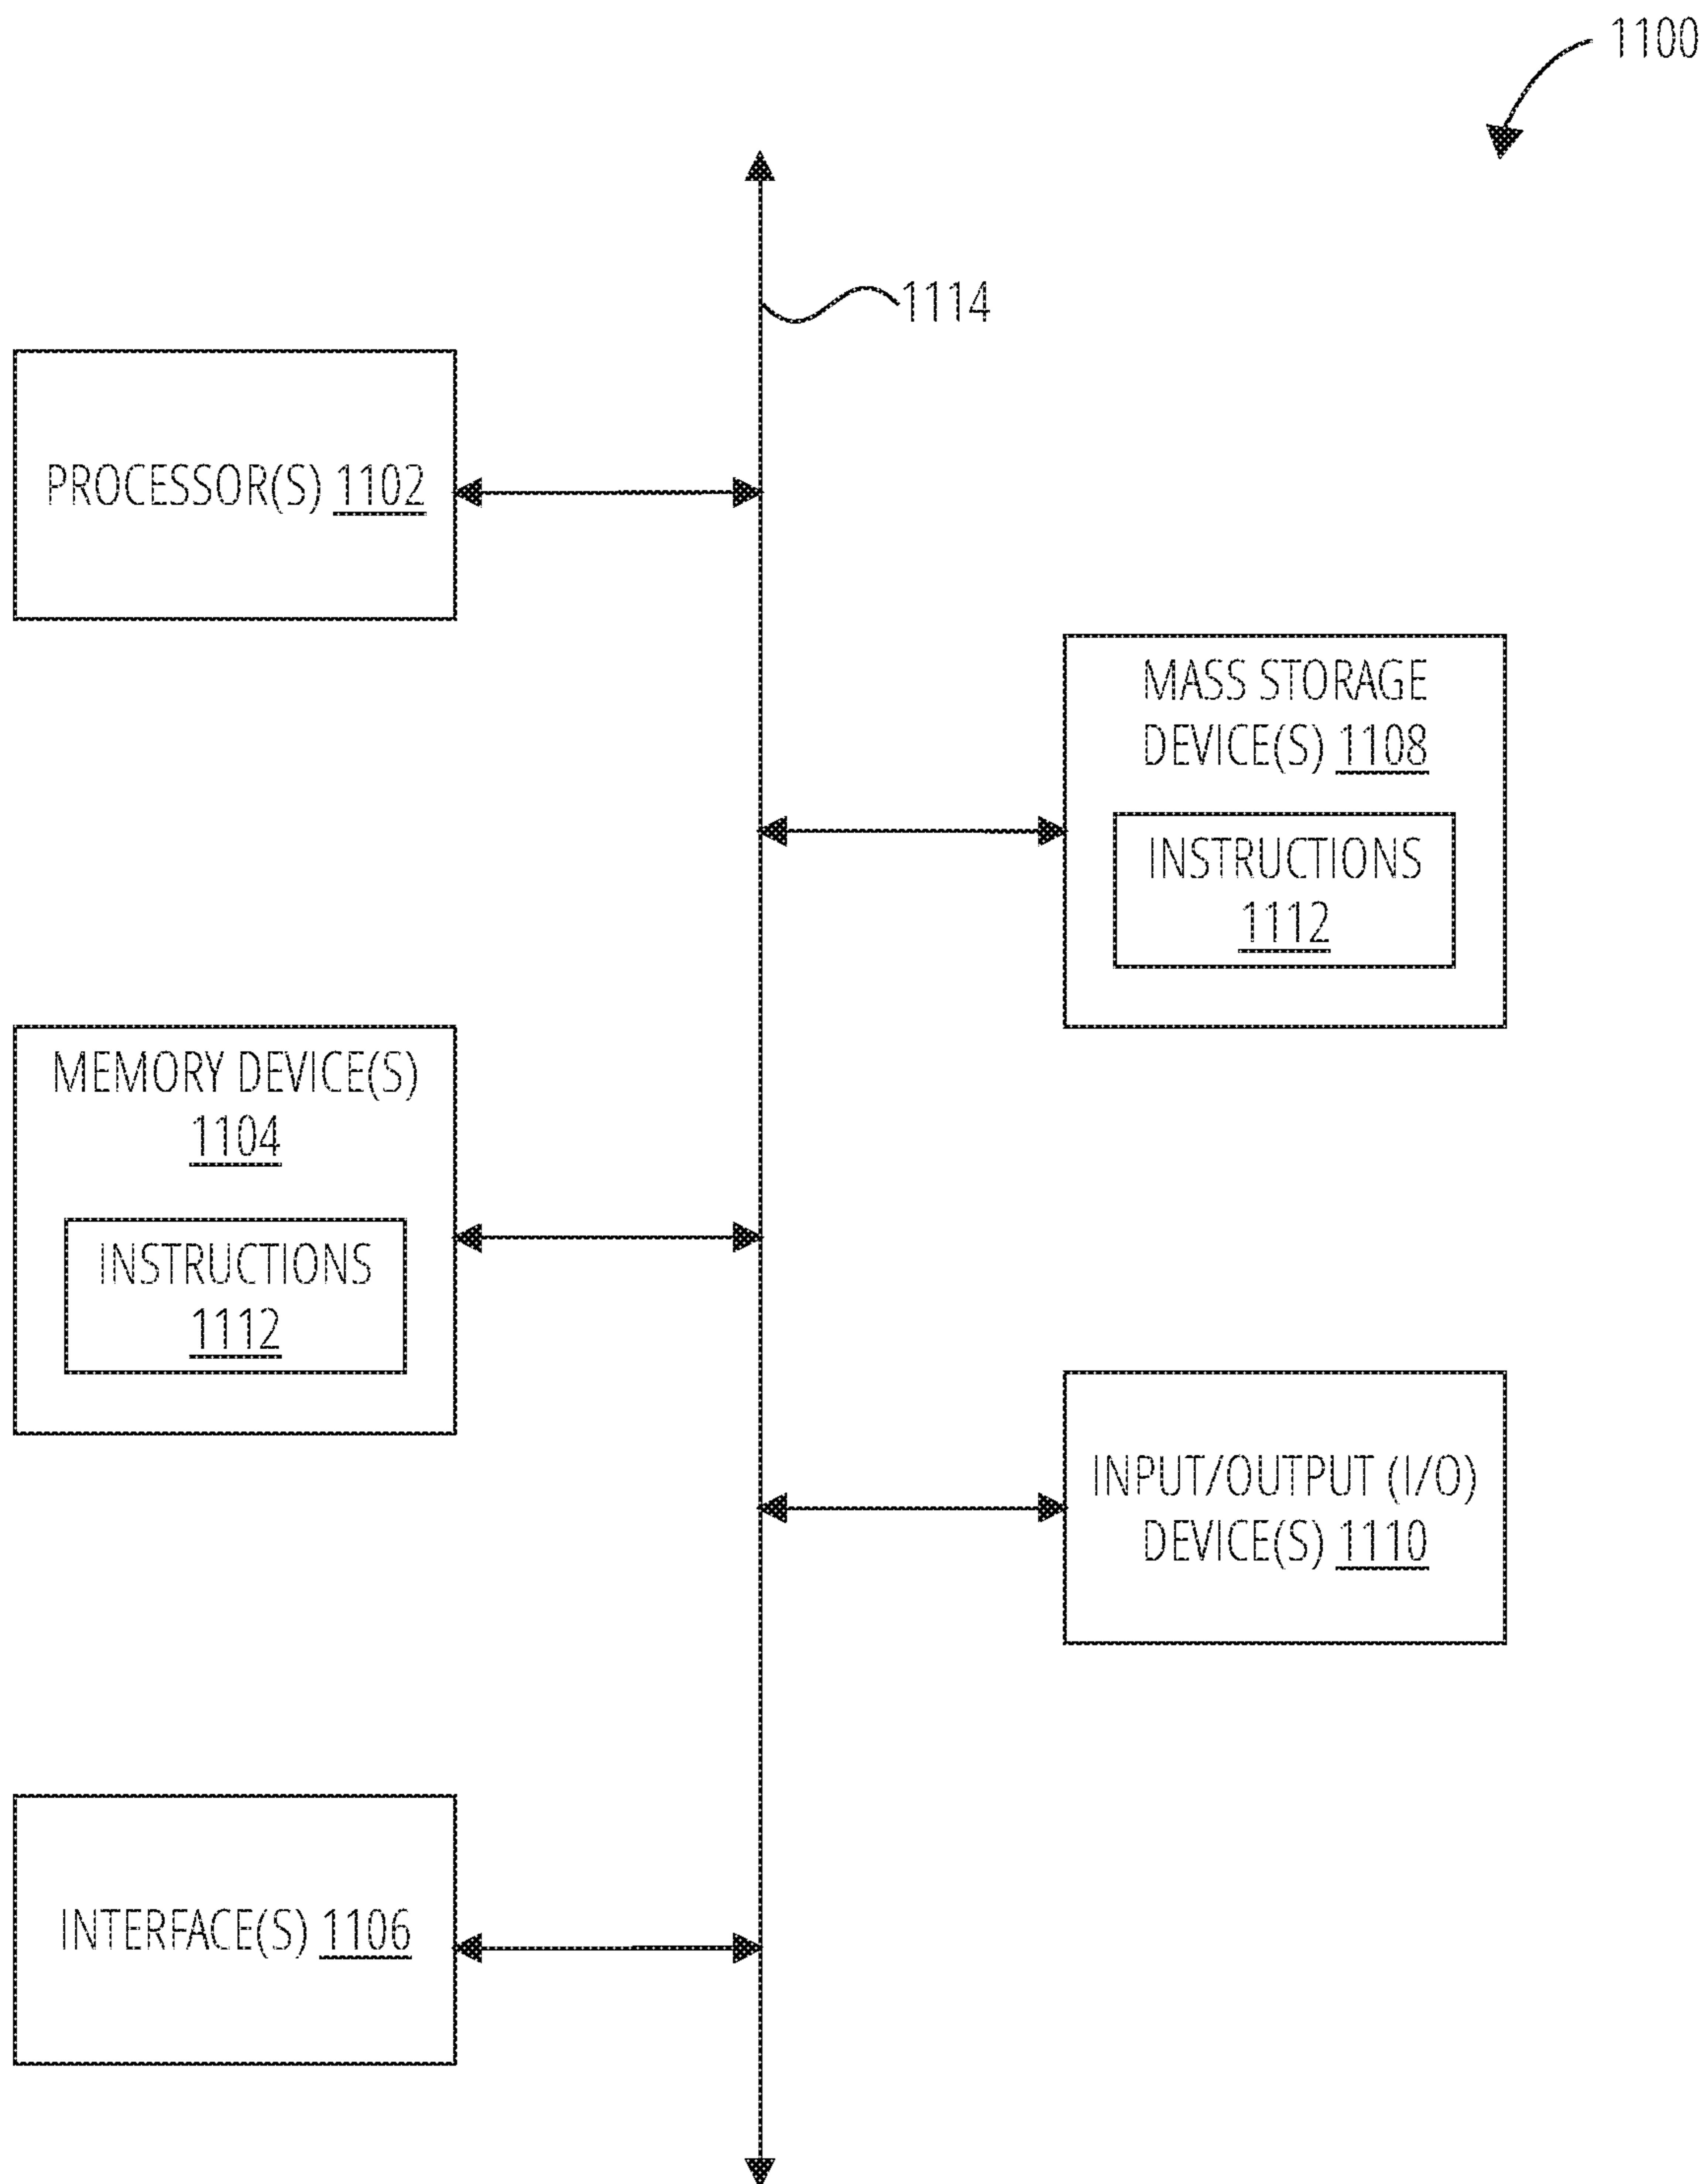 1100
1114
PROCESSOR(S) 1102
MASS STORAGE
DEVICE(S) 1108
INSTRUCTIONS
1112
MEMORY DEVICE(S)
1104
INSTRUCTIONS
1112
INPUT/OUTPUT (I/O)
DEVICE(S) 1110
INTERFACE(S) 1106